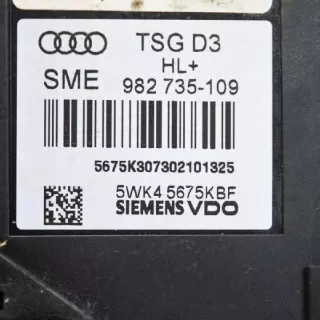 TSG D3
HL+
SME 982 735-109
5675K307302101325
5WK4 5675KBF
SIEMENS VDO